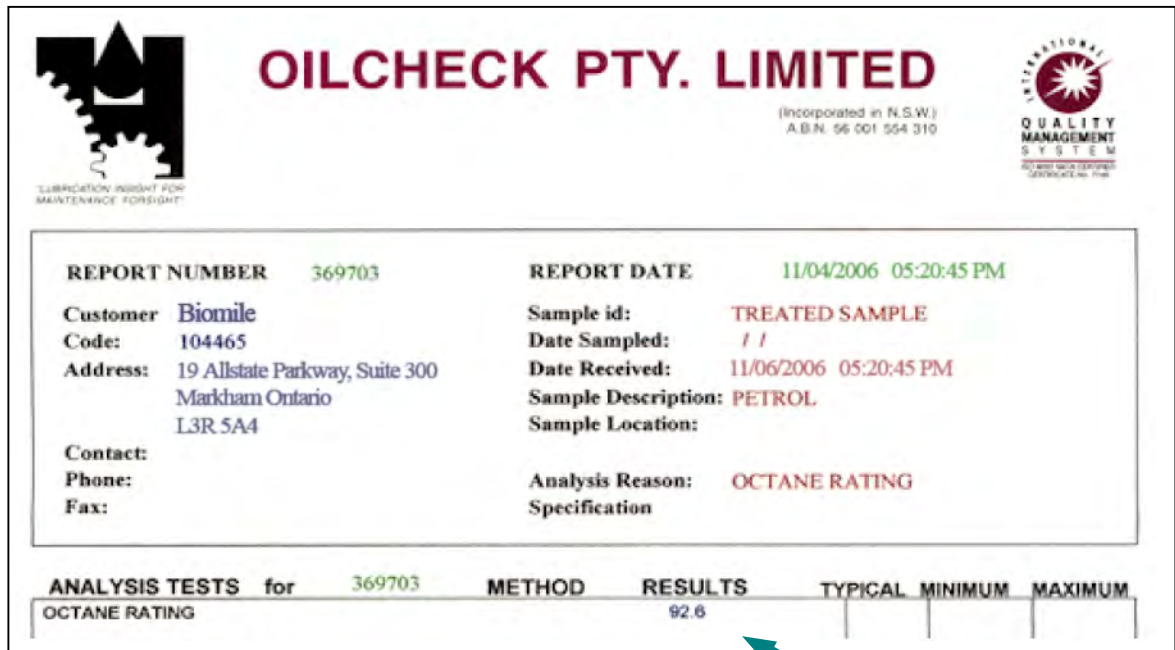 OILCHECK PTY. LIMITED
(Incorporated in N.S.W.)
A.B.N. 56 001 554 310
"LUBRICATION INSIGHT FOR
MAINTENANCE FORSIGHT"
INTERNATIONAL
QUALITY
MANAGEMENT
SYSTEM
REPORT NUMBER 369703 REPORT DATE 11/04/2006 05:20:45 PM
Customer Biomile Sample id: TREATED SAMPLE
Code: 104465 Date Sampled: / /
Address: 19 Allstate Parkway, Suite 300 Date Received: 11/06/2006 05:20:45 PM
Markham Ontario Sample Description: PETROL
L3R 5A4 Sample Location:
Contact:
Phone: Analysis Reason: OCTANE RATING
Fax: Specification
ANALYSIS TESTS for 369703 METHOD RESULTS TYPICAL MINIMUM MAXIMUM
OCTANE RATING 92.6